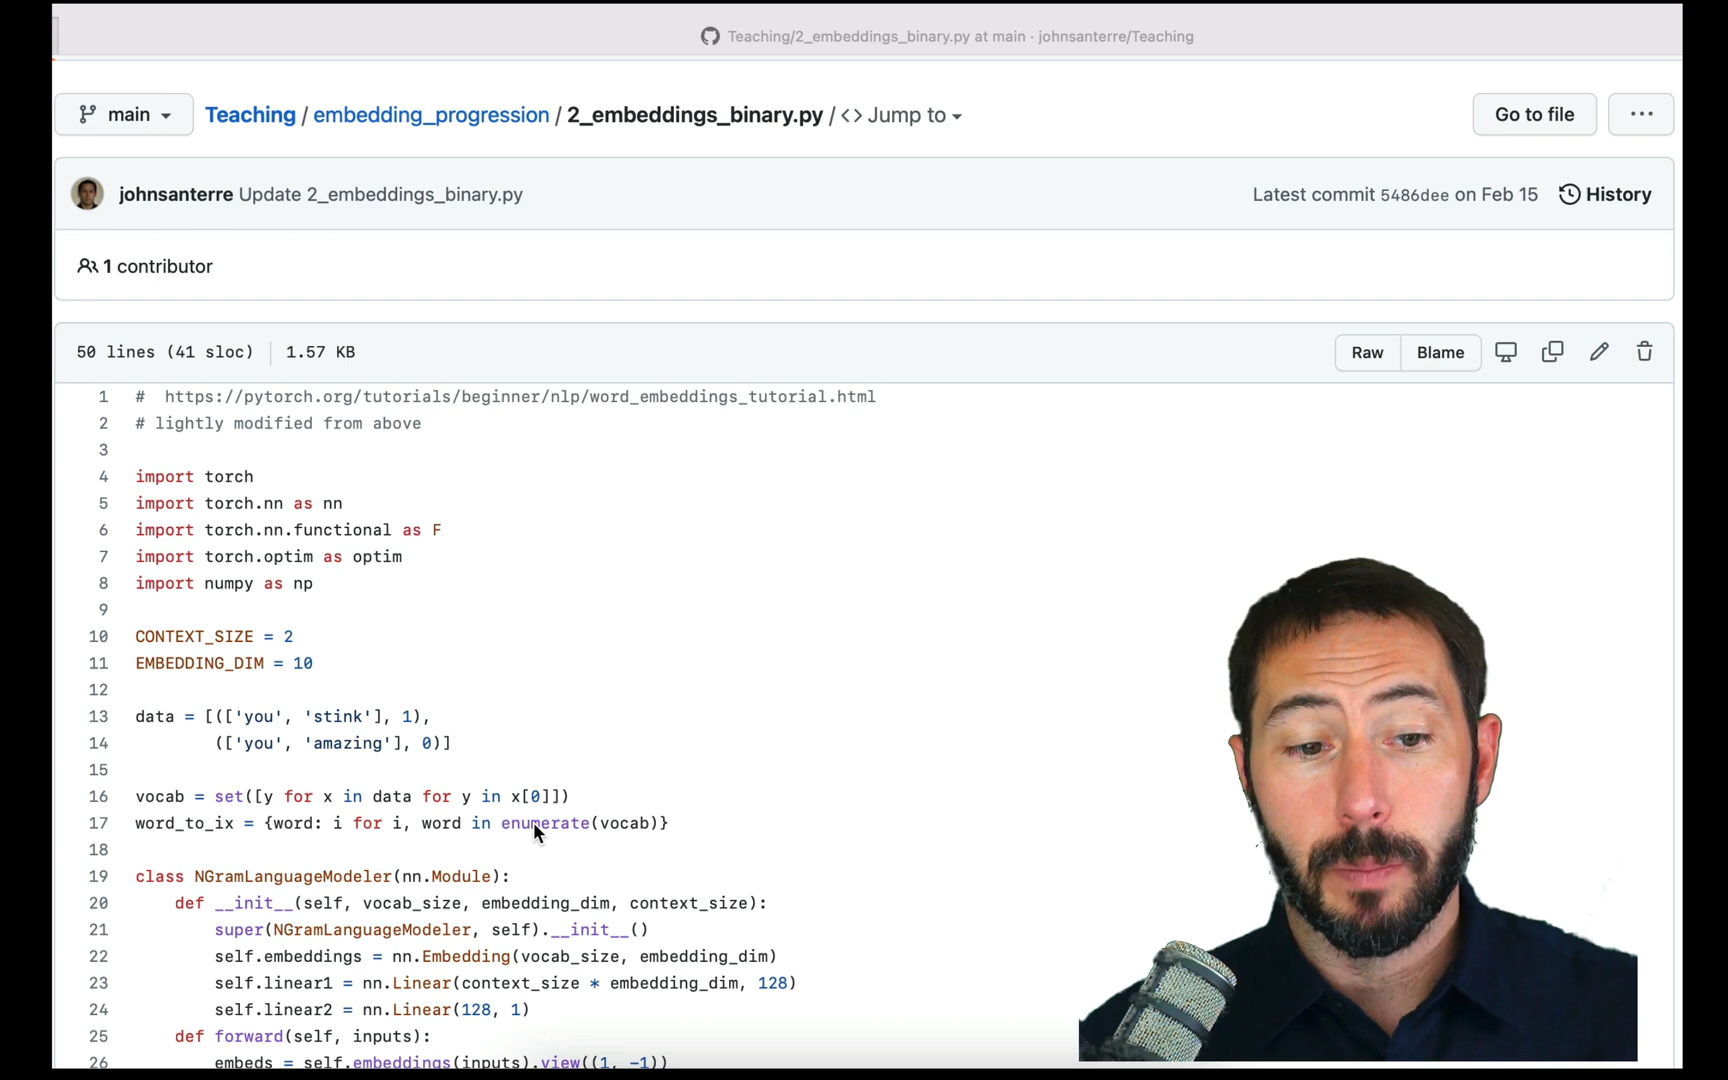 Teaching/2_embeddings_binary.py at main · johnsanterre/Teaching
main Teaching / embedding_progression / 2_embeddings_binary.py / <> Jump to Go to file ...
johnsanterre Update 2_embeddings_binary.py Latest commit 5486dee on Feb 15 History
1 contributor
50 lines (41 sloc) 1.57 KB Raw Blame
1 #  https://pytorch.org/tutorials/beginner/nlp/word_embeddings_tutorial.html
2 # lightly modified from above
3
4 import torch
5 import torch.nn as nn
6 import torch.nn.functional as F
7 import torch.optim as optim
8 import numpy as np
9
10 CONTEXT_SIZE = 2
11 EMBEDDING_DIM = 10
12
13 data = [(['you', 'stink'], 1),
14         (['you', 'amazing'], 0)]
15
16 vocab = set([y for x in data for y in x[0]])
17 word_to_ix = {word: i for i, word in enumerate(vocab)}
18
19 class NGramLanguageModeler(nn.Module):
20     def __init__(self, vocab_size, embedding_dim, context_size):
21         super(NGramLanguageModeler, self).__init__()
22         self.embeddings = nn.Embedding(vocab_size, embedding_dim)
23         self.linear1 = nn.Linear(context_size * embedding_dim, 128)
24         self.linear2 = nn.Linear(128, 1)
25     def forward(self, inputs):
26         embeds = self.embeddings(inputs).view((1, -1))